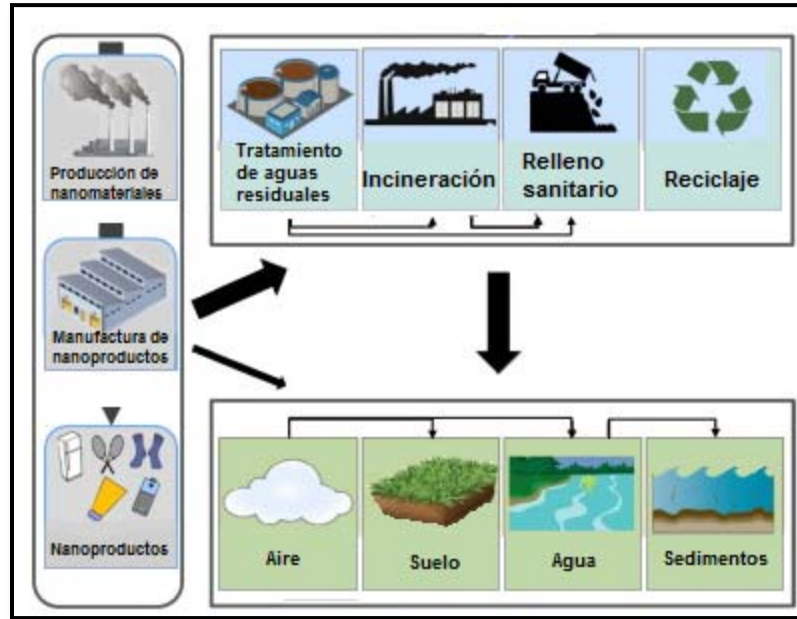 Producción de
nanomateriales
Manufactura de
nanoproductos
Nanoproductos
Tratamiento
de aguas
residuales
Incineración
Relleno
sanitario
Reciclaje
Aire
Suelo
Agua
Sedimentos